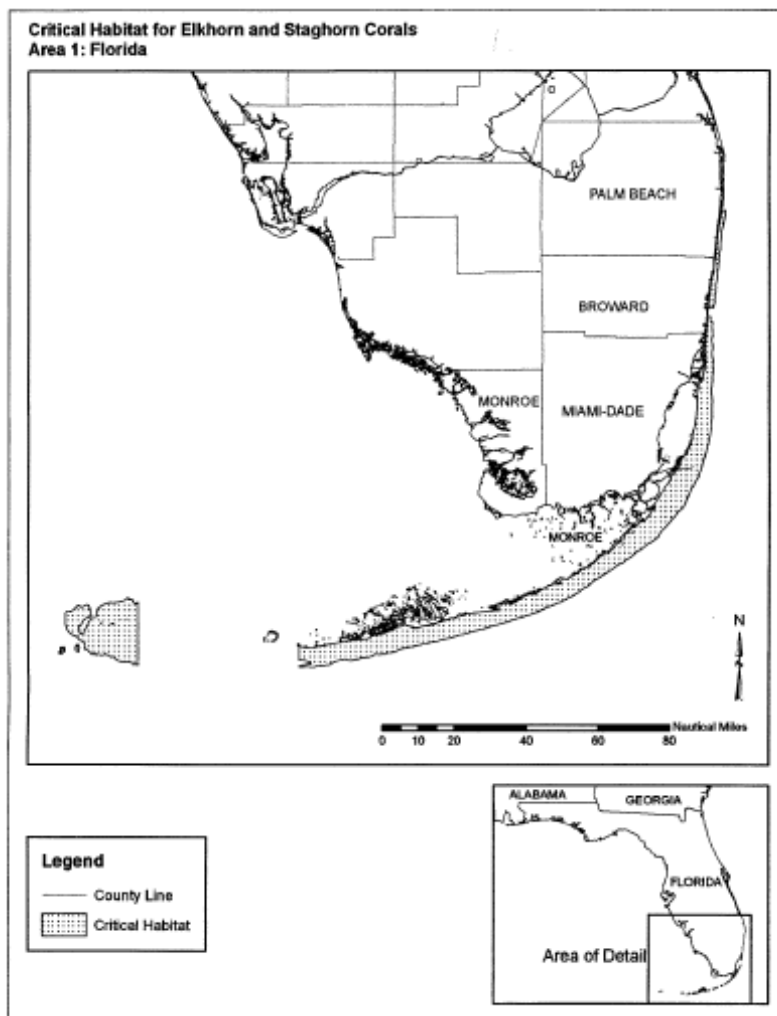 Critical Habitat for Elkhorn and Staghorn Corals
Area 1: Florida
PALM BEACH
BROWARD
MONROE
MIAMI-DADE
MONROE
N
Nautical Miles
0 10 20 40 60 80
ALABAMA
GEORGIA
FLORIDA
Area of Detail
Legend
County Line
Critical Habitat